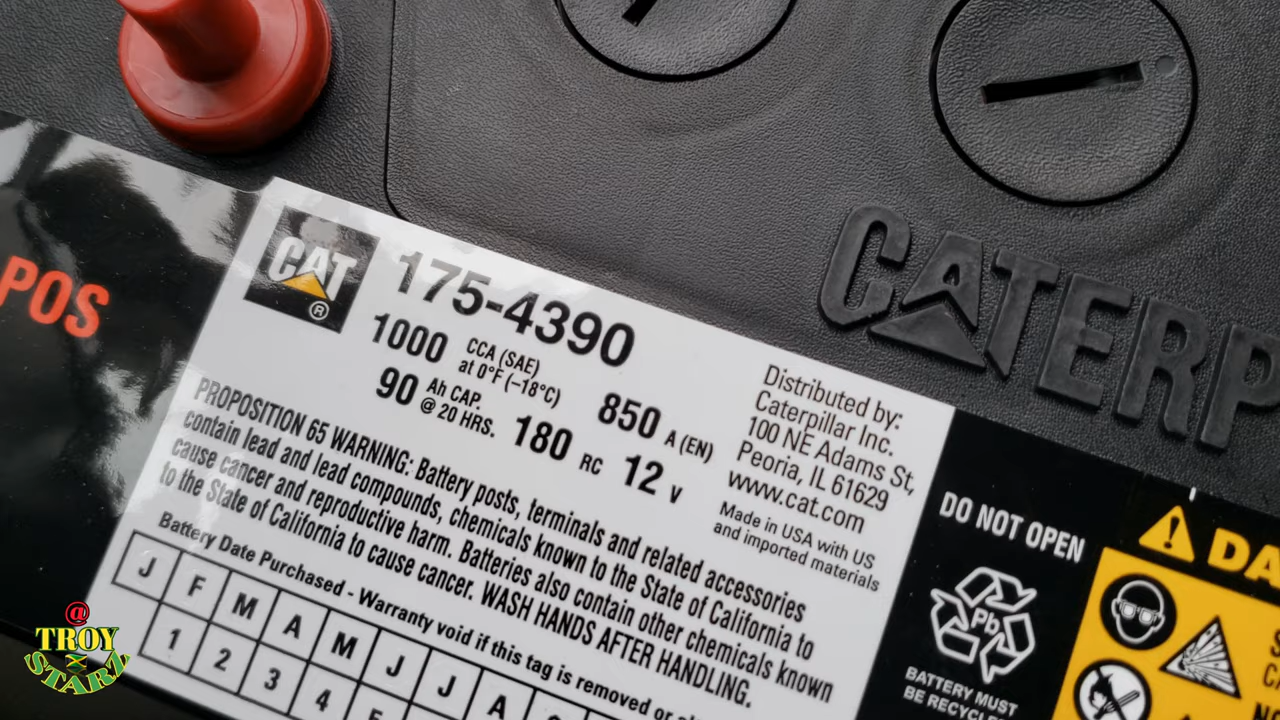 POS
CAT
®
175-4390
1000 CCA (SAE)
at 0°F (–18°C)
850 A (EN)
90 Ah CAP.
@ 20 HRS.
180 RC 12 V
Distributed by:
Caterpillar Inc.
100 NE Adams St,
Peoria, IL 61629
www.cat.com
Made in USA with US
and imported materials
PROPOSITION 65 WARNING: Battery posts, terminals and related accessories
contain lead and lead compounds, chemicals known to the State of California to
cause cancer and reproductive harm. Batteries also contain other chemicals known
to the State of California to cause cancer. WASH HANDS AFTER HANDLING.
Battery Date Purchased - Warranty void if this tag is removed or
J F M A M J J A
1 2 3 4 5
CATERP
DO NOT OPEN
Pb
BATTERY MUST
BE RECYCLE
DA
@
TROY
STARZ